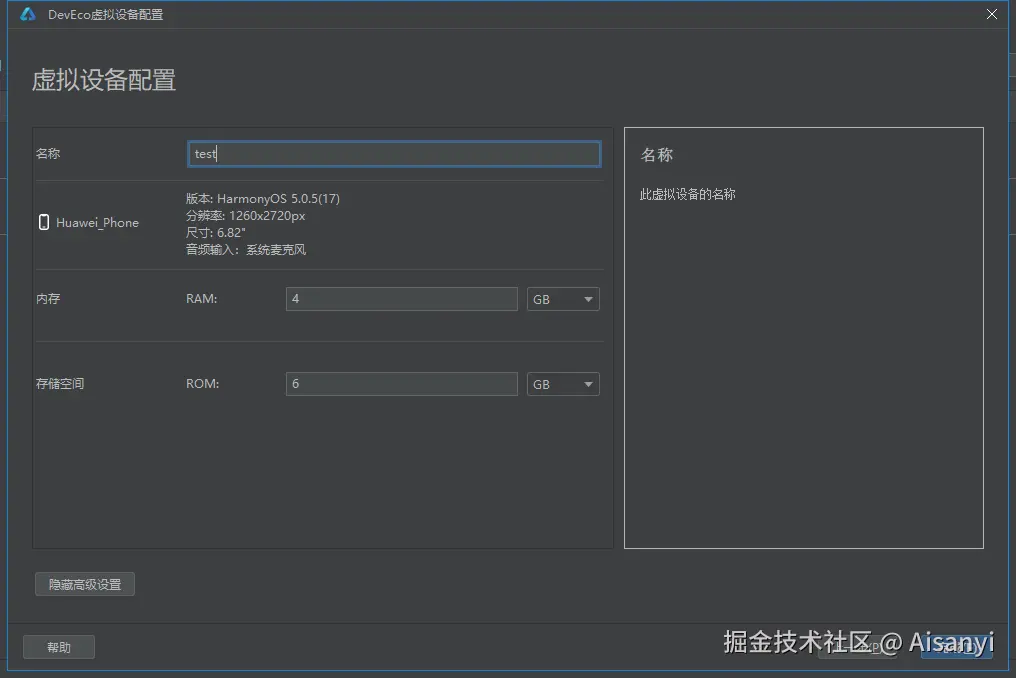 DevEco虚拟设备配置
虚拟设备配置
名称
test
Huawei_Phone
版本: HarmonyOS 5.0.5(17)
分辨率: 1260x2720px
尺寸: 6.82"
音频输入：系统麦克风
内存
RAM:
4
GB
存储空间
ROM:
6
GB
名称
此虚拟设备的名称
隐藏高级设置
帮助
掘金技术社区 @ Aisanyi